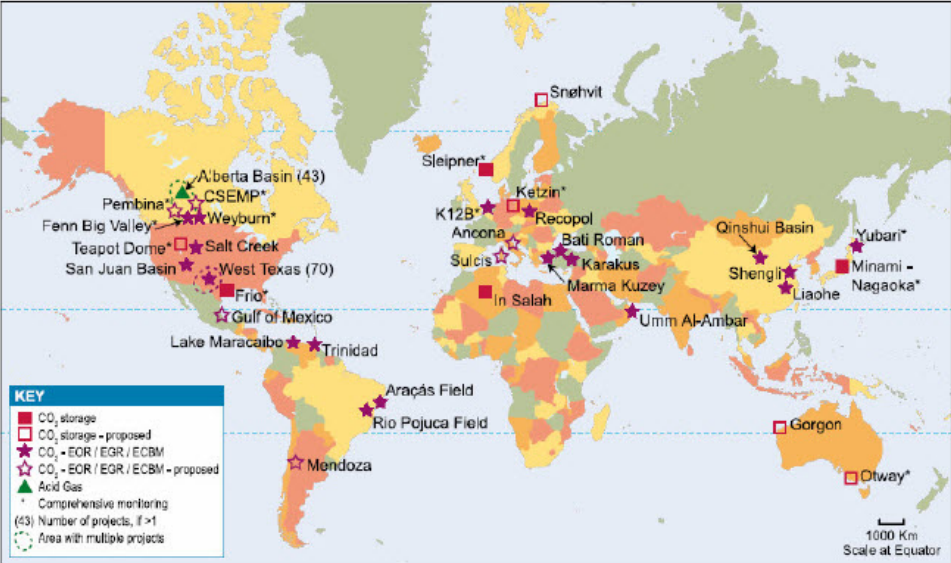 Snøhvit
Alberta Basin (43)
CSEMP*
Pembina*
Fenn Big Valley*
Weyburn*
Teapot Dome*
Salt Creek
San Juan Basin
West Texas (70)
Frio*
Gulf of Mexico
Lake Maracaibo
Trinidad
Araçás Field
Rio Pojuca Field
Mendoza
Sleipner*
Ketzin*
K12B*
Recopol
Ancona
Bati Roman
Sulcis
Karakus
Marma Kuzey
In Salah
Umm Al-Ambar
Qinshui Basin
Yubari*
Shengli
Minami -
Nagaoka*
Liaohe
Gorgon
Otway*
KEY
CO₂ storage
CO₂ storage - proposed
CO₂ - EOR / EGR / ECBM
CO₂ - EOR / EGR / ECBM - proposed
Acid Gas
* Comprehensive monitoring
(43) Number of projects, if >1
Area with multiple projects
1000 Km
Scale at Equator